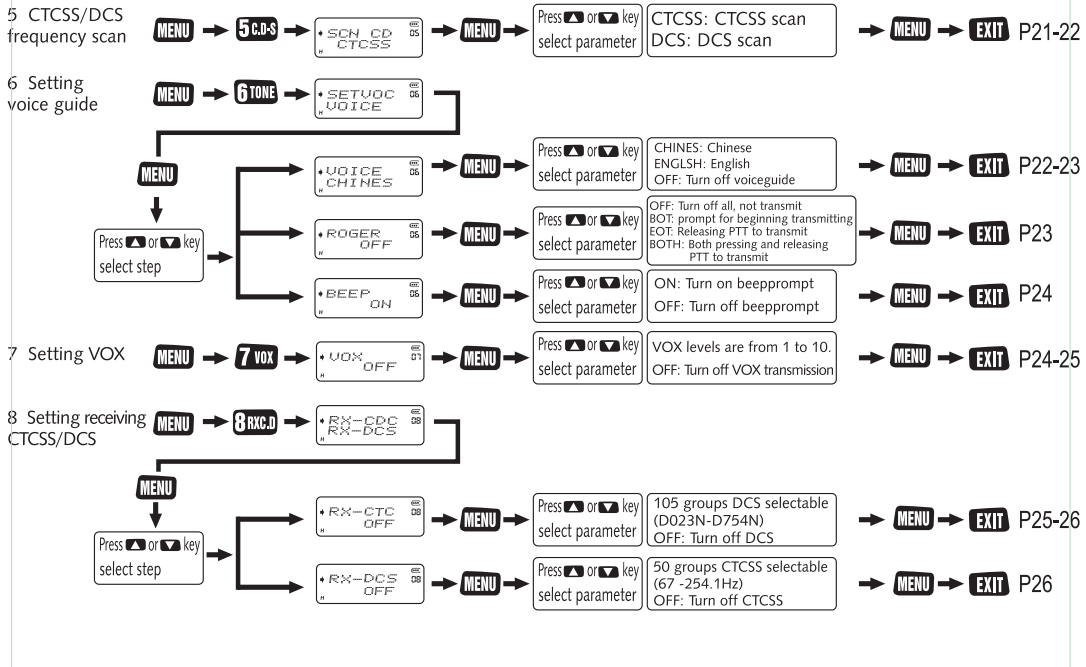 5 CTCSS/DCS
frequency scan
MENU
5 C.D-S
SCN CD
CTCSS
05
H
MENU
Press ▲ or ▼ key
select parameter
CTCSS: CTCSS scan
DCS: DCS scan
MENU
EXIT
P21-22
6 Setting
voice guide
MENU
6 TONE
SETVOC
VOICE
06
H
MENU
Press ▲ or ▼ key
select step
VOICE
CHINES
06
H
MENU
Press ▲ or ▼ key
select parameter
CHINES: Chinese
ENGLSH: English
OFF: Turn off voiceguide
MENU
EXIT
P22-23
ROGER
OFF
06
H
MENU
Press ▲ or ▼ key
select parameter
OFF: Turn off all, not transmit
BOT: prompt for beginning transmitting
EOT: Releasing PTT to transmit
BOTH: Both pressing and releasing
PTT to transmit
MENU
EXIT
P23
BEEP
ON
06
H
MENU
Press ▲ or ▼ key
select parameter
ON: Turn on beepprompt
OFF: Turn off beepprompt
MENU
EXIT
P24
7 Setting VOX
MENU
7 VOX
VOX
OFF
07
H
MENU
Press ▲ or ▼ key
select parameter
VOX levels are from 1 to 10.
OFF: Turn off VOX transmission
MENU
EXIT
P24-25
8 Setting receiving
CTCSS/DCS
MENU
8 RXC.D
RX-CDC
RX-DCS
08
H
MENU
Press ▲ or ▼ key
select step
RX-CTC
OFF
08
H
MENU
Press ▲ or ▼ key
select parameter
105 groups DCS selectable
(D023N-D754N)
OFF: Turn off DCS
MENU
EXIT
P25-26
RX-DCS
OFF
08
H
MENU
Press ▲ or ▼ key
select parameter
50 groups CTCSS selectable
(67 -254.1Hz)
OFF: Turn off CTCSS
MENU
EXIT
P26